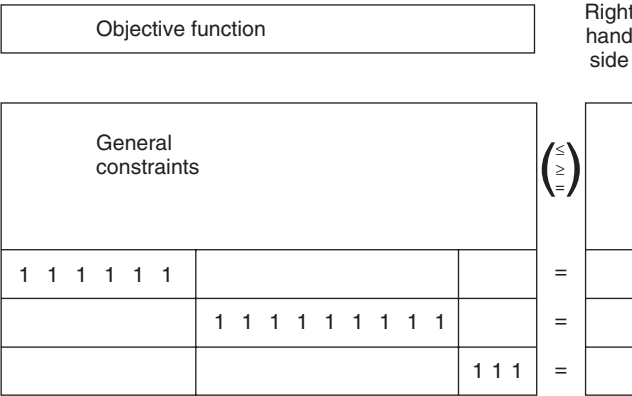 Objective function
Right
hand
side
General
constraints
(≤
≥
=)
1 1 1 1 1 1
=
1 1 1 1 1 1 1 1 1
=
1 1 1
=